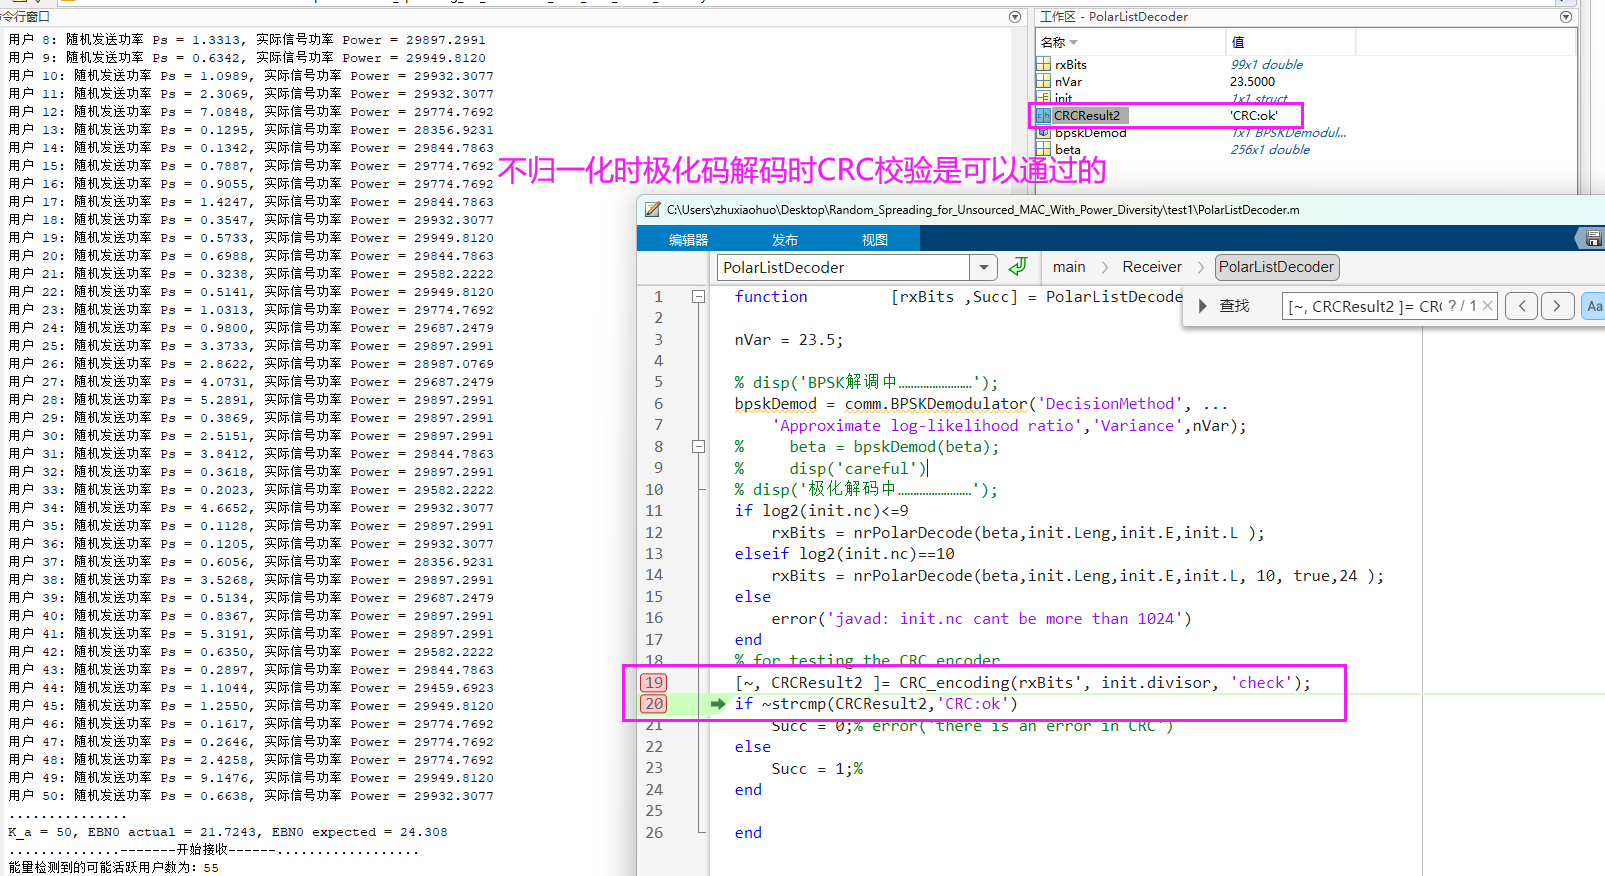 命令行窗口
用户 8: 随机发送功率 Ps = 1.3313, 实际信号功率 Power = 29897.2991
用户 9: 随机发送功率 Ps = 0.6342, 实际信号功率 Power = 29949.8120
用户 10: 随机发送功率 Ps = 1.0989, 实际信号功率 Power = 29932.3077
用户 11: 随机发送功率 Ps = 2.3069, 实际信号功率 Power = 29932.3077
用户 12: 随机发送功率 Ps = 7.0848, 实际信号功率 Power = 29774.7692
用户 13: 随机发送功率 Ps = 0.1295, 实际信号功率 Power = 28356.9231
用户 14: 随机发送功率 Ps = 0.1342, 实际信号功率 Power = 29844.7863
用户 15: 随机发送功率 Ps = 0.7887, 实际信号功率 Power = 29774.7692
用户 16: 随机发送功率 Ps = 0.9055, 实际信号功率 Power = 29774.7692
用户 17: 随机发送功率 Ps = 1.4247, 实际信号功率 Power = 29844.7863
用户 18: 随机发送功率 Ps = 0.3547, 实际信号功率 Power = 29932.3077
用户 19: 随机发送功率 Ps = 0.5733, 实际信号功率 Power = 29949.8120
用户 20: 随机发送功率 Ps = 0.6988, 实际信号功率 Power = 29844.7863
用户 21: 随机发送功率 Ps = 0.3238, 实际信号功率 Power = 29582.2222
用户 22: 随机发送功率 Ps = 0.5141, 实际信号功率 Power = 29949.8120
用户 23: 随机发送功率 Ps = 1.0313, 实际信号功率 Power = 29774.7692
用户 24: 随机发送功率 Ps = 0.9800, 实际信号功率 Power = 29687.2479
用户 25: 随机发送功率 Ps = 3.3733, 实际信号功率 Power = 29897.2991
用户 26: 随机发送功率 Ps = 2.8622, 实际信号功率 Power = 28987.0769
用户 27: 随机发送功率 Ps = 4.0731, 实际信号功率 Power = 29687.2479
用户 28: 随机发送功率 Ps = 5.2891, 实际信号功率 Power = 29897.2991
用户 29: 随机发送功率 Ps = 0.3869, 实际信号功率 Power = 29897.2991
用户 30: 随机发送功率 Ps = 2.5151, 实际信号功率 Power = 29897.2991
用户 31: 随机发送功率 Ps = 3.8412, 实际信号功率 Power = 29844.7863
用户 32: 随机发送功率 Ps = 0.3618, 实际信号功率 Power = 29897.2991
用户 33: 随机发送功率 Ps = 0.2023, 实际信号功率 Power = 29582.2222
用户 34: 随机发送功率 Ps = 4.6652, 实际信号功率 Power = 29932.3077
用户 35: 随机发送功率 Ps = 0.1128, 实际信号功率 Power = 29897.2991
用户 36: 随机发送功率 Ps = 0.1205, 实际信号功率 Power = 29932.3077
用户 37: 随机发送功率 Ps = 0.6056, 实际信号功率 Power = 28356.9231
用户 38: 随机发送功率 Ps = 3.5268, 实际信号功率 Power = 29897.2991
用户 39: 随机发送功率 Ps = 0.5134, 实际信号功率 Power = 29687.2479
用户 40: 随机发送功率 Ps = 0.8367, 实际信号功率 Power = 29897.2991
用户 41: 随机发送功率 Ps = 5.3191, 实际信号功率 Power = 29897.2991
用户 42: 随机发送功率 Ps = 0.6350, 实际信号功率 Power = 29582.2222
用户 43: 随机发送功率 Ps = 0.2897, 实际信号功率 Power = 29844.7863
用户 44: 随机发送功率 Ps = 1.1044, 实际信号功率 Power = 29459.6923
用户 45: 随机发送功率 Ps = 1.2550, 实际信号功率 Power = 29949.8120
用户 46: 随机发送功率 Ps = 0.1617, 实际信号功率 Power = 29774.7692
用户 47: 随机发送功率 Ps = 0.2646, 实际信号功率 Power = 29774.7692
用户 48: 随机发送功率 Ps = 2.4258, 实际信号功率 Power = 29774.7692
用户 49: 随机发送功率 Ps = 9.1476, 实际信号功率 Power = 29949.8120
用户 50: 随机发送功率 Ps = 0.6638, 实际信号功率 Power = 29932.3077
...............
K_a = 50, EBN0 actual = 21.7243, EBN0 expected = 24.308
..............-------开始接收------..................
能量检测到的可能活跃用户数为: 55
工作区 - PolarListDecoder
名称 值
rxBits 99x1 double
nVar 23.5000
init 1x1 struct
CRCResult2 'CRC:ok'
bpskDemod 1x1 BPSKDemodul...
beta 256x1 double
不归一化时极化码解码时CRC校验是可以通过的
C:\Users\zhuxiaohuo\Desktop\Random_Spreading_for_Unsourced_MAC_With_Power_Diversity\test1\PolarListDecoder.m
编辑器 发布 视图
PolarListDecoder main Receiver PolarListDecoder
查找 [~, CRCResult2 ]= CRC ? / 1 Aa
1 function [rxBits ,Succ] = PolarListDecode
2
3 nVar = 23.5;
4
5 % disp('BPSK解调中……………………');
6 bpskDemod = comm.BPSKDemodulator('DecisionMethod', ...
7 'Approximate log-likelihood ratio','Variance',nVar);
8 % beta = bpskDemod(beta);
9 % disp('careful')
10 % disp('极化解码中……………………');
11 if log2(init.nc)<=9
12 rxBits = nrPolarDecode(beta,init.Leng,init.E,init.L );
13 elseif log2(init.nc)==10
14 rxBits = nrPolarDecode(beta,init.Leng,init.E,init.L, 10, true,24 );
15 else
16 error('javad: init.nc cant be more than 1024')
17 end
18 % for testing the CRC encoder
19 [~, CRCResult2 ]= CRC_encoding(rxBits', init.divisor, 'check');
20 if ~strcmp(CRCResult2,'CRC:ok')
21 Succ = 0;% error('there is an error in CRC')
22 else
23 Succ = 1;%
24 end
25
26 end